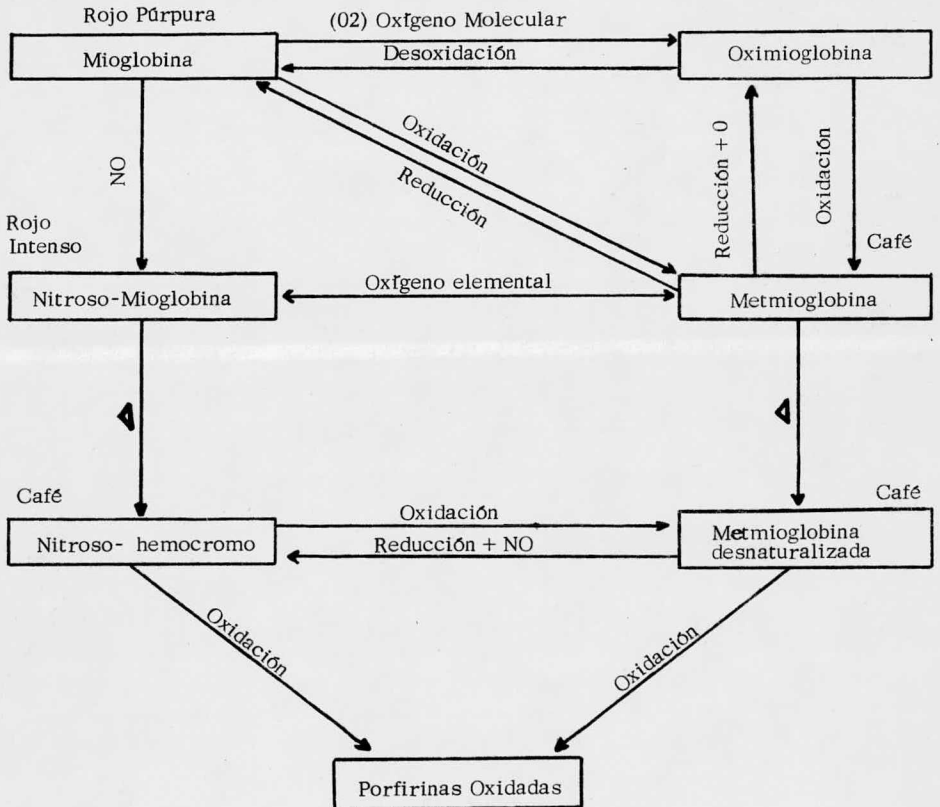 Rojo Púrpura
(02) Oxígeno Molecular
Mioglobina
Desoxidación
Oximioglobina
NO
Oxidación
Reducción
Reducción + 0
Oxidación
Rojo
Intenso
Café
Nitroso-Mioglobina
Oxígeno elemental
Metmioglobina
Café
Café
Nitroso- hemocromo
Oxidación
Reducción + NO
Metmioglobina
desnaturalizada
Oxidación
Oxidación
Porfirinas Oxidadas